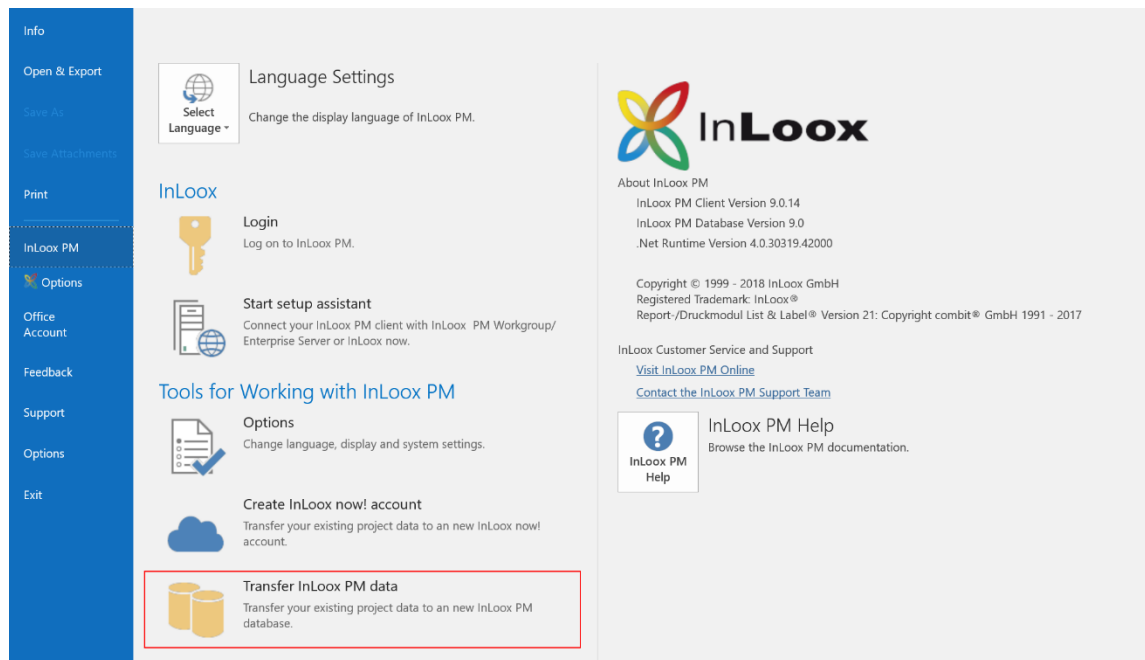 Info
Open & Export
Save As
Save Attachments
Print
InLoox PM
Options
Office
Account
Feedback
Support
Options
Exit
Select
Language
Language Settings
Change the display language of InLoox PM.
InLoox
Login
Log on to InLoox PM.
Start setup assistant
Connect your InLoox PM client with InLoox PM Workgroup/
Enterprise Server or InLoox now.
Tools for Working with InLoox PM
Options
Change language, display and system settings.
Create InLoox now! account
Transfer your existing project data to an new InLoox now!
account.
Transfer InLoox PM data
Transfer your existing project data to an new InLoox PM
database.
InLoox
About InLoox PM
InLoox PM Client Version 9.0.14
InLoox PM Database Version 9.0
.Net Runtime Version 4.0.30319.42000
Copyright © 1999 - 2018 InLoox GmbH
Registered Trademark: InLoox®
Report-/Druckmodul List & Label® Version 21: Copyright combit® GmbH 1991 - 2017
InLoox Customer Service and Support
Visit InLoox PM Online
Contact the InLoox PM Support Team
InLoox PM
Help
InLoox PM Help
Browse the InLoox PM documentation.